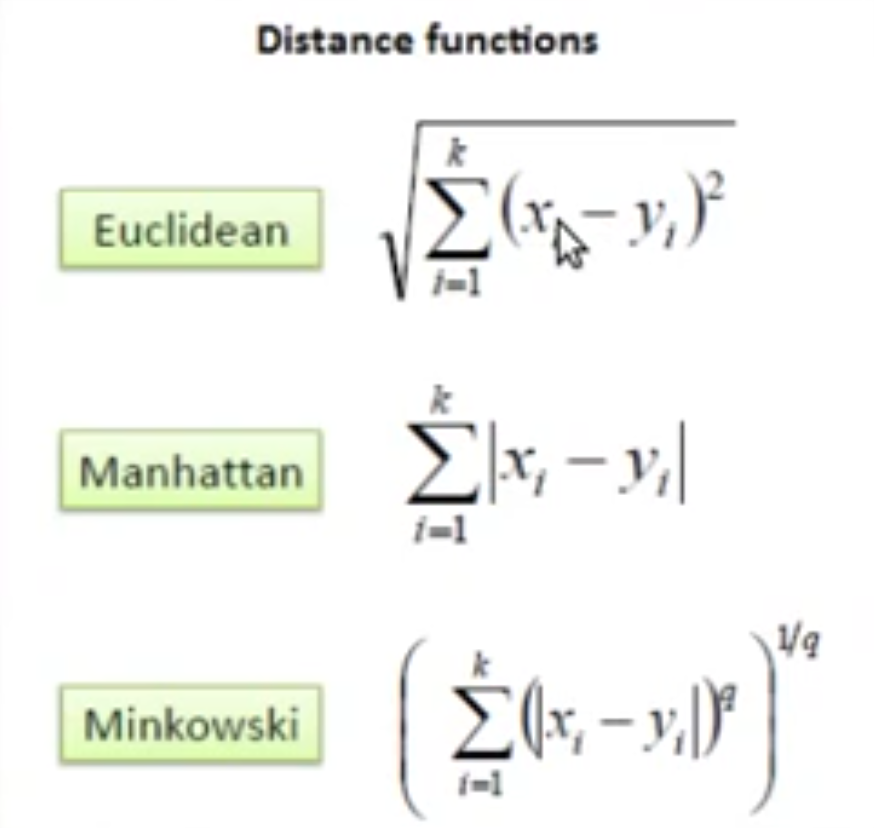 Distance functions
Euclidean √(∑_{i=1}^{k} (x_i − y_i)²)
Manhattan ∑_{i=1}^{k} |x_i − y_i|
Minkowski (∑_{i=1}^{k} (|x_i − y_i|)^q)^{1/q}